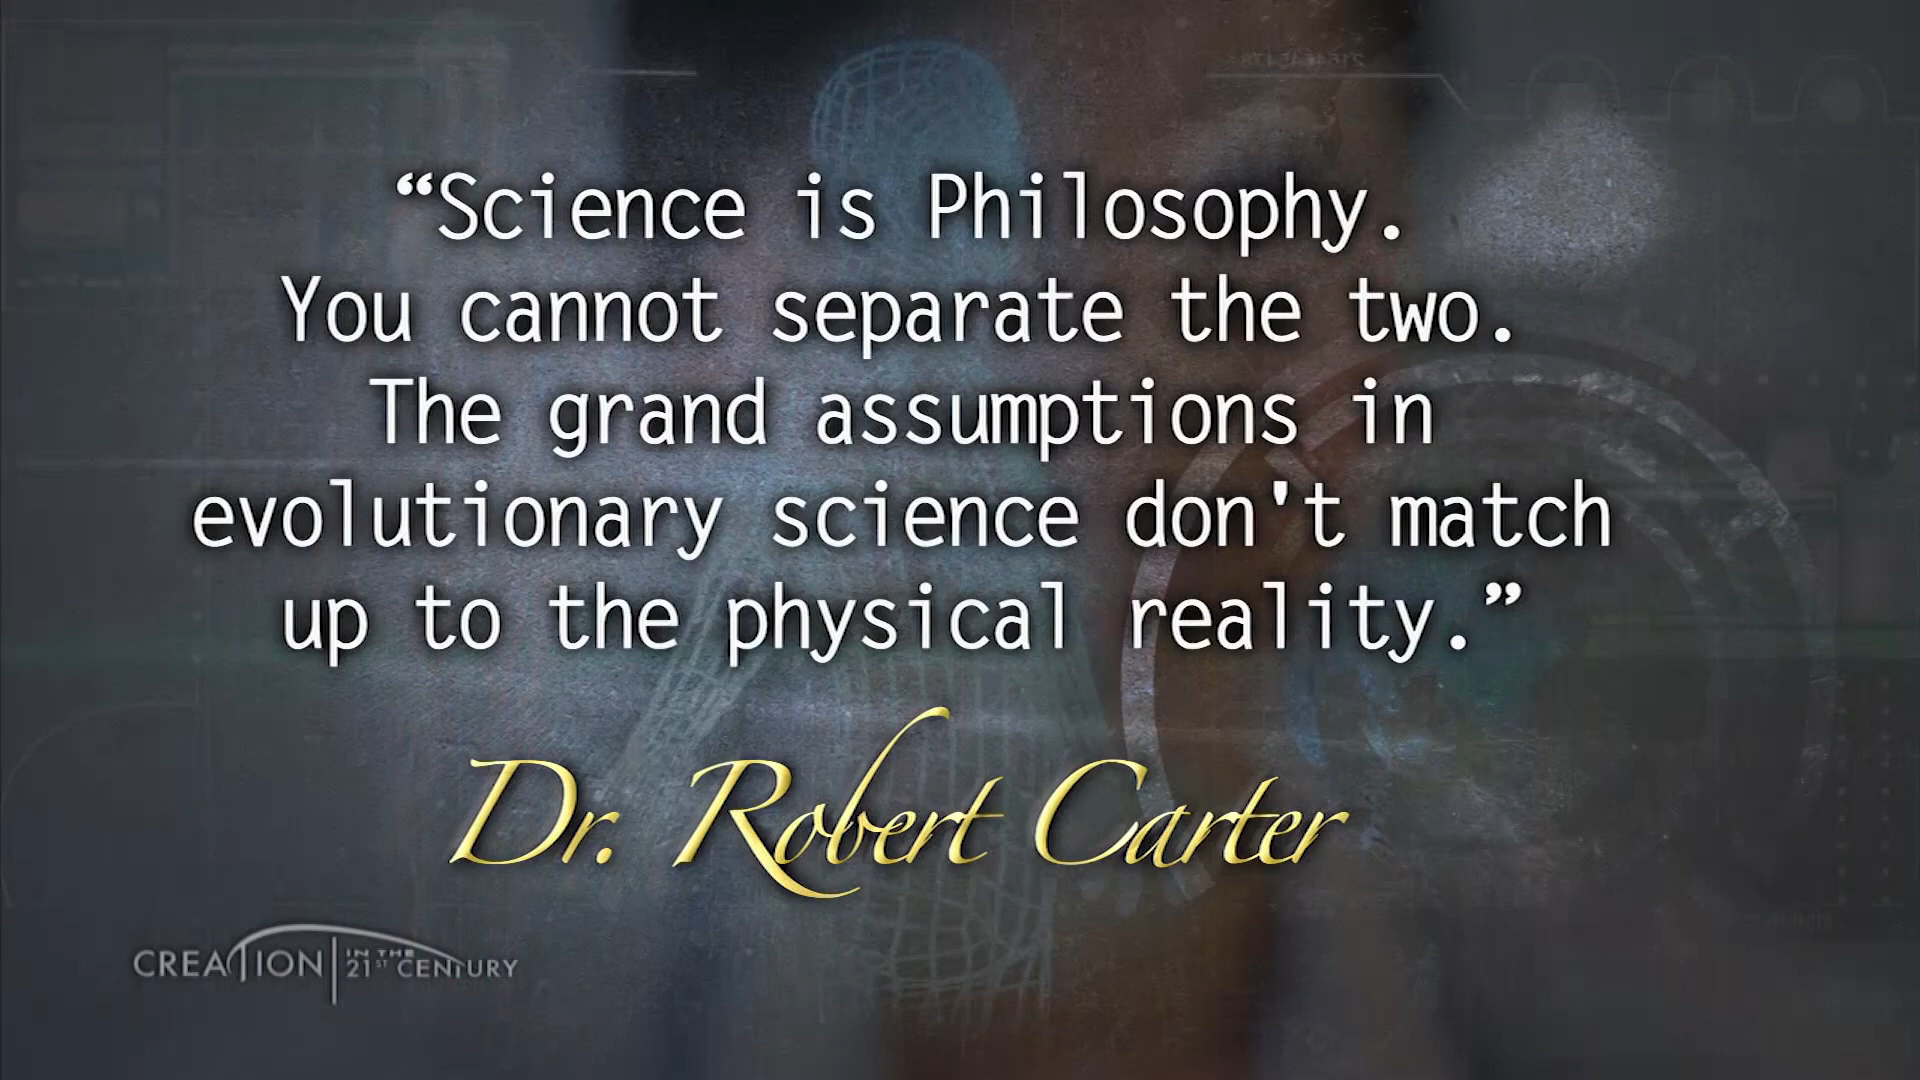 “Science is Philosophy.
You cannot separate the two.
The grand assumptions in
evolutionary science don't match
up to the physical reality.”
Dr. Robert Carter
CREATION IN THE
21ST CENTURY